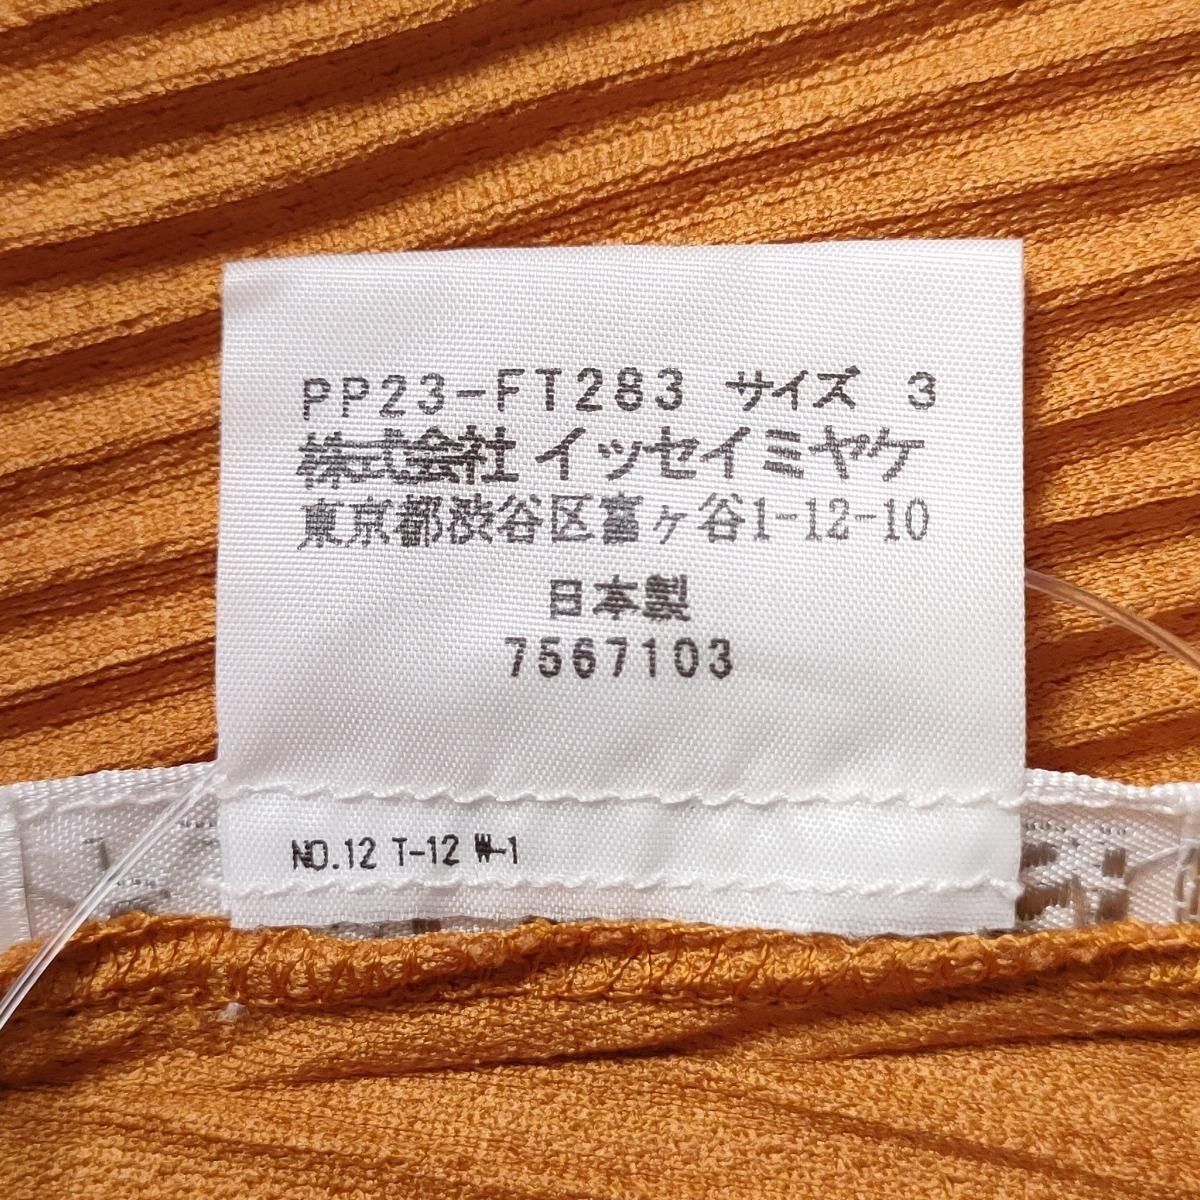 PP23-FT283 サイズ 3
株式会社 イッセイミヤケ
東京都渋谷区富ヶ谷1-12-10
日本製
7567103
NO.12 T-12 W-1